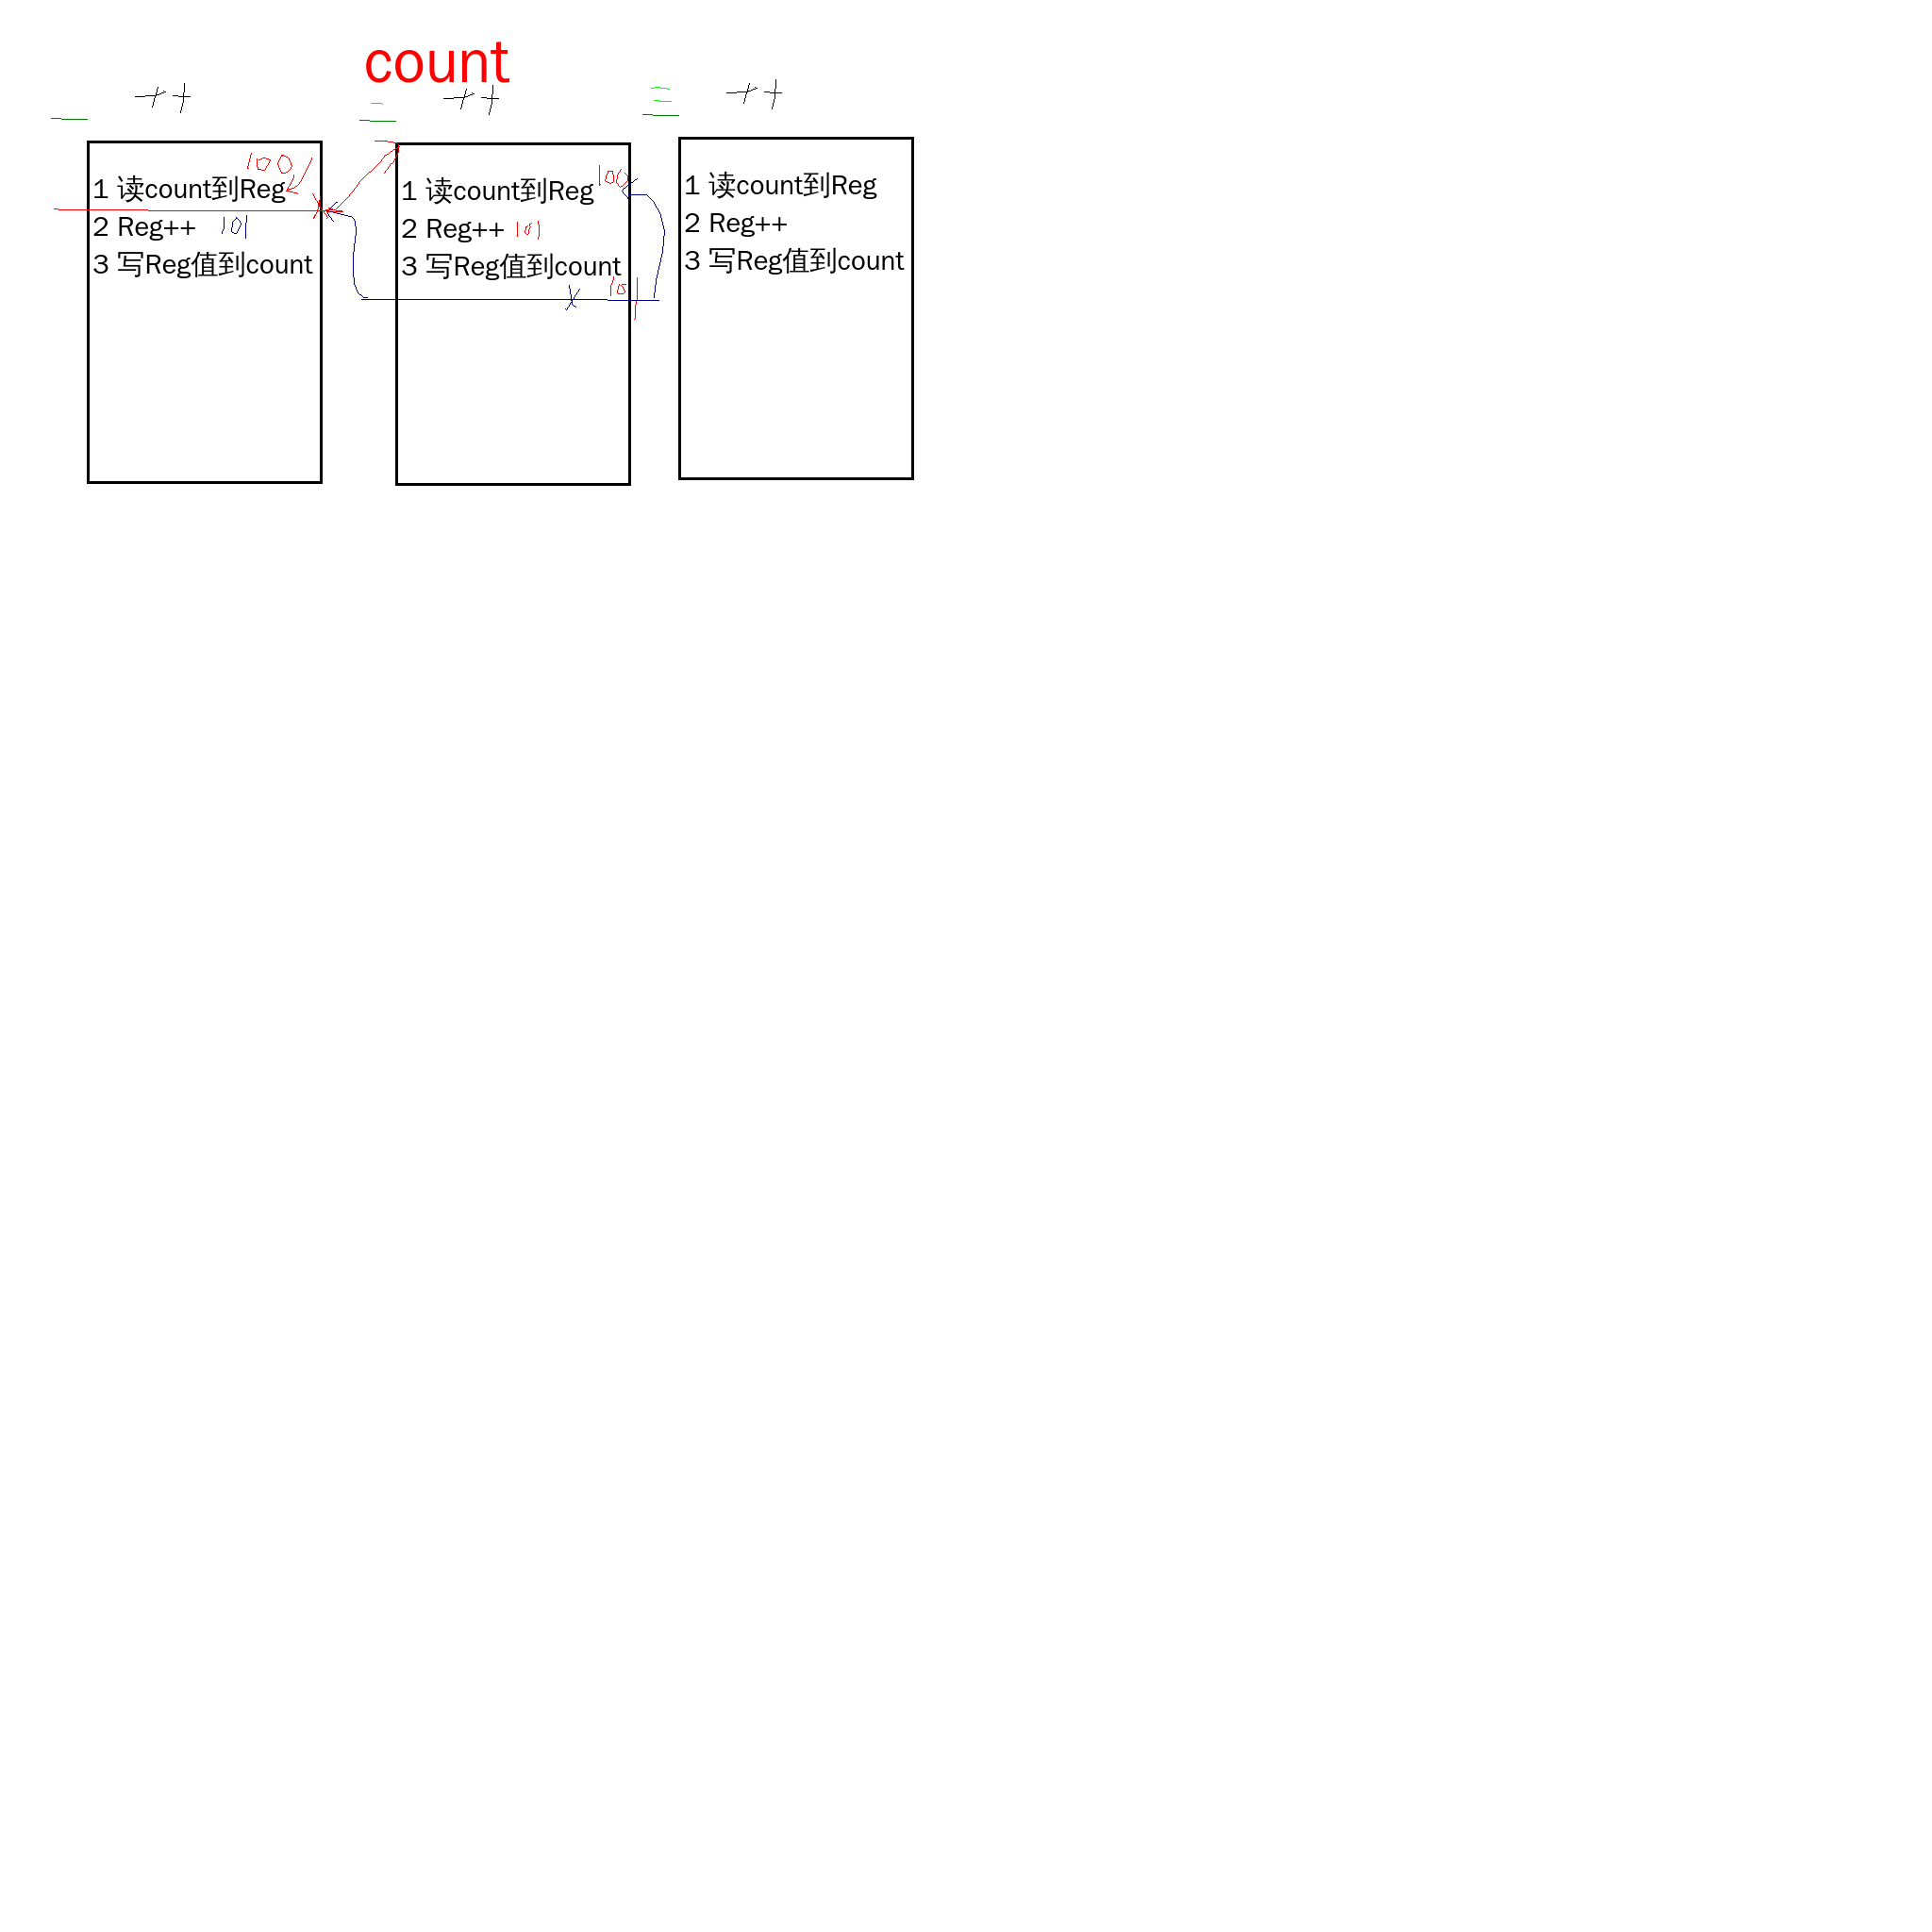 count
一 ++
二 ++
三 ++
100
1 读count到Reg
2 Reg++ 101
3 写Reg值到count
1 读count到Reg 100
2 Reg++ 101
3 写Reg值到count
101
1 读count到Reg
2 Reg++
3 写Reg值到count